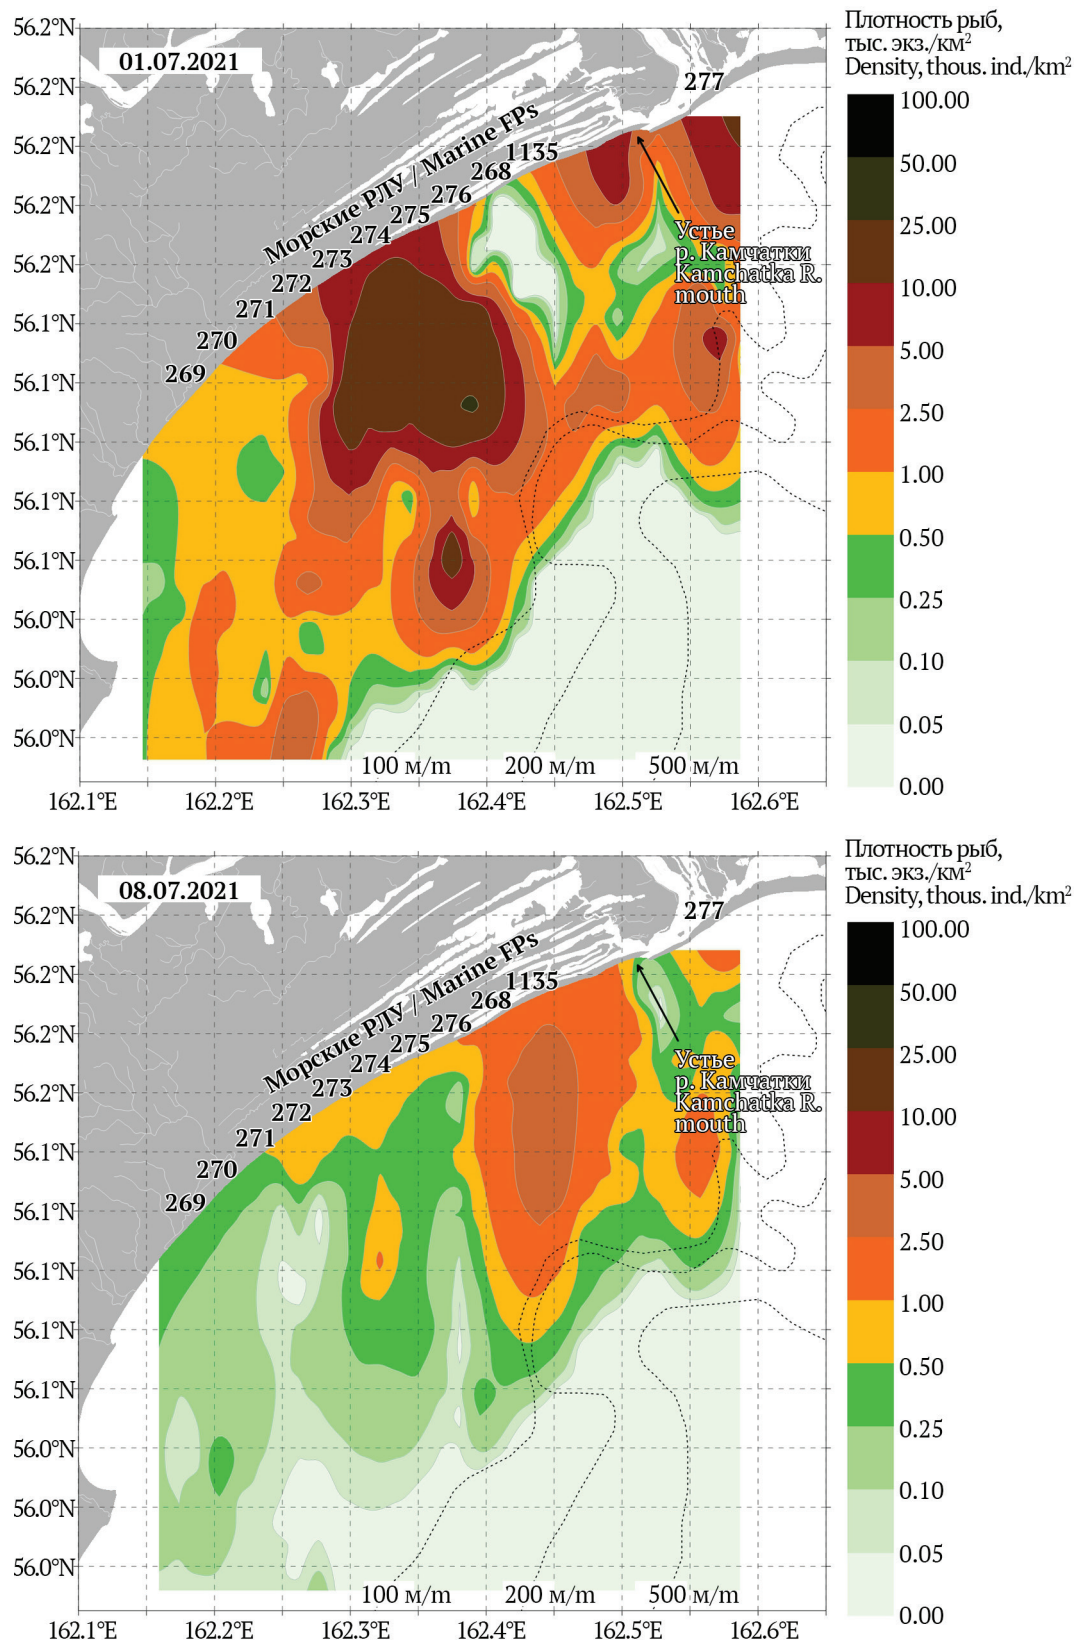 56.2°N
56.2°N
56.2°N
56.2°N
56.2°N
56.1°N
56.1°N
56.1°N
56.1°N
56.1°N
56.0°N
56.0°N
56.0°N
01.07.2021
277
Морские РЛУ / Marine FPs
1135
268
276
275
274
273
272
271
270
269
Устье
р. Камчатки
Kamchatka R.
mouth
100 м/m
200 м/m
500 м/m
162.1°E
162.2°E
162.3°E
162.4°E
162.5°E
162.6°E
Плотность рыб,
тыс. экз./км²
Density, thous. ind./km²
100.00
50.00
25.00
10.00
5.00
2.50
1.00
0.50
0.25
0.10
0.05
0.00
56.2°N
56.2°N
56.2°N
56.2°N
56.2°N
56.1°N
56.1°N
56.1°N
56.1°N
56.1°N
56.0°N
56.0°N
56.0°N
08.07.2021
277
Морские РЛУ / Marine FPs
1135
268
276
275
274
273
272
271
270
269
Устье
р. Камчатки
Kamchatka R.
mouth
100 м/m
200 м/m
500 м/m
162.1°E
162.2°E
162.3°E
162.4°E
162.5°E
162.6°E
Плотность рыб,
тыс. экз./км²
Density, thous. ind./km²
100.00
50.00
25.00
10.00
5.00
2.50
1.00
0.50
0.25
0.10
0.05
0.00